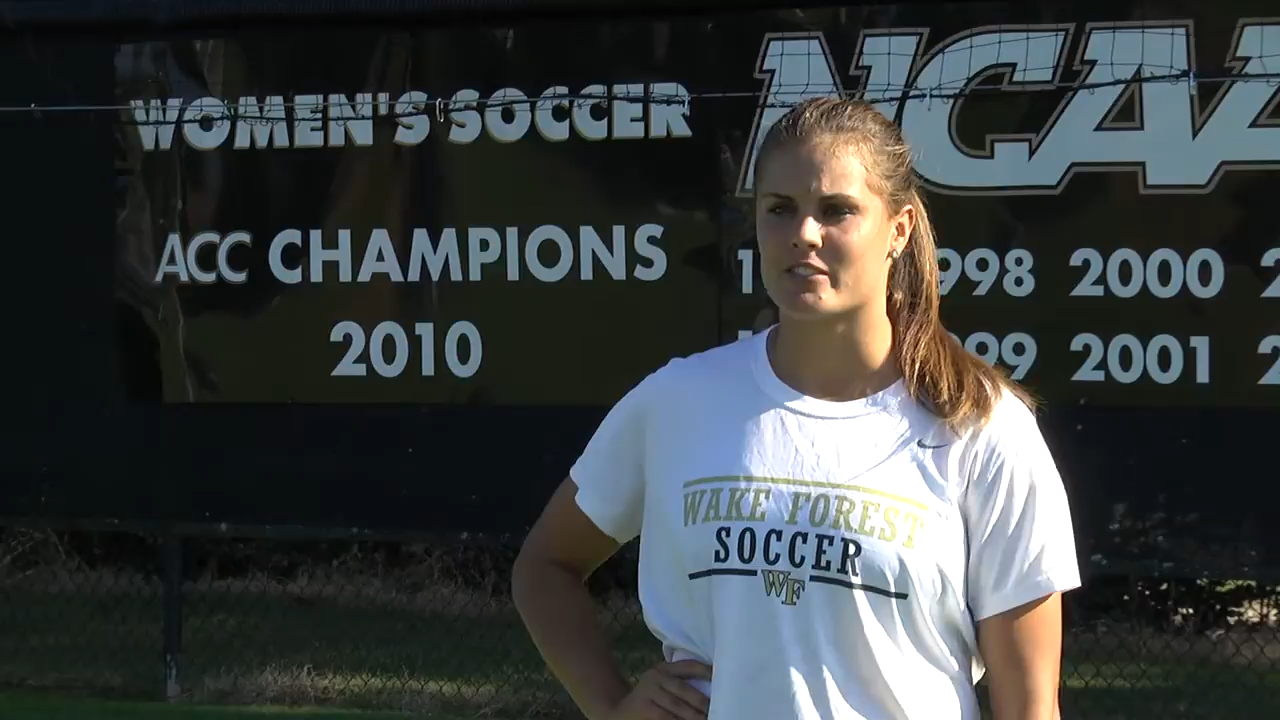 WOMEN'S SOCCER
ACC CHAMPIONS
2010
NCAA
1998 2000
1999 2001
WAKE FOREST
SOCCER
WF